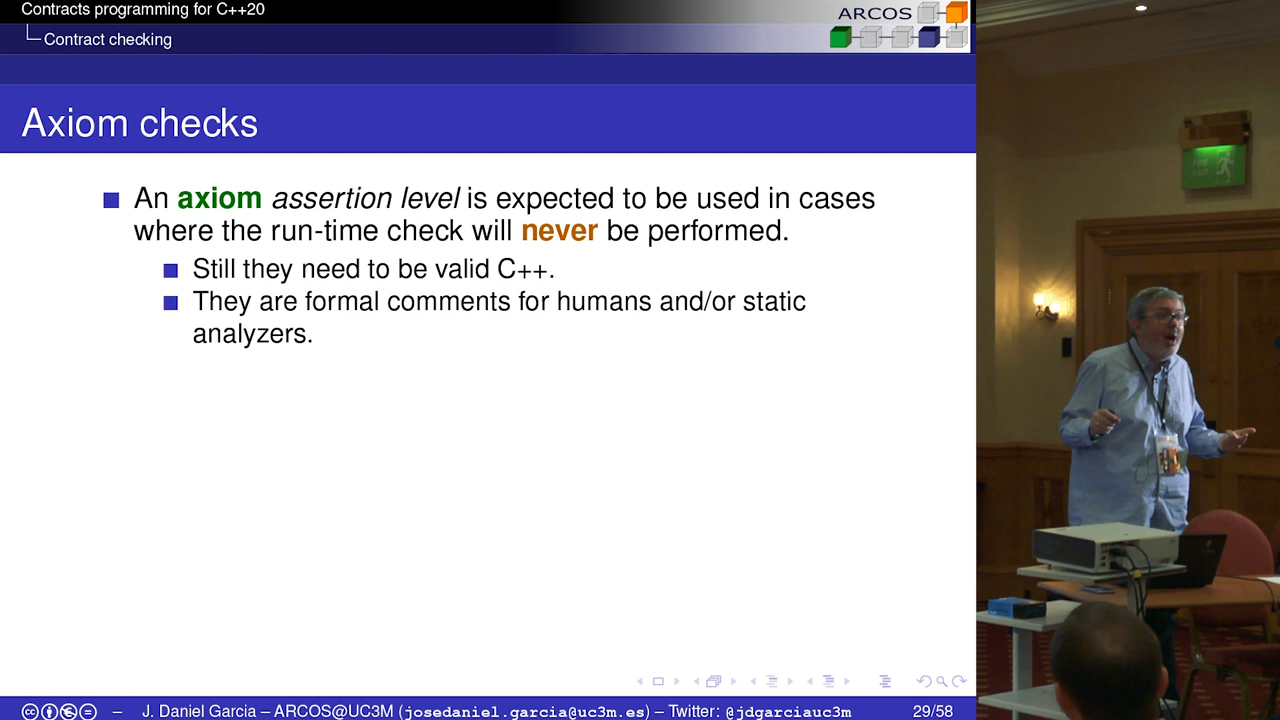 Contracts programming for C++20
Contract checking
ARCOS
Axiom checks
An axiom assertion level is expected to be used in cases
where the run-time check will never be performed.
Still they need to be valid C++.
They are formal comments for humans and/or static
analyzers.
– J. Daniel Garcia – ARCOS@UC3M (josedaniel.garcia@uc3m.es) – Twitter: @jdgarciauc3m 29/58